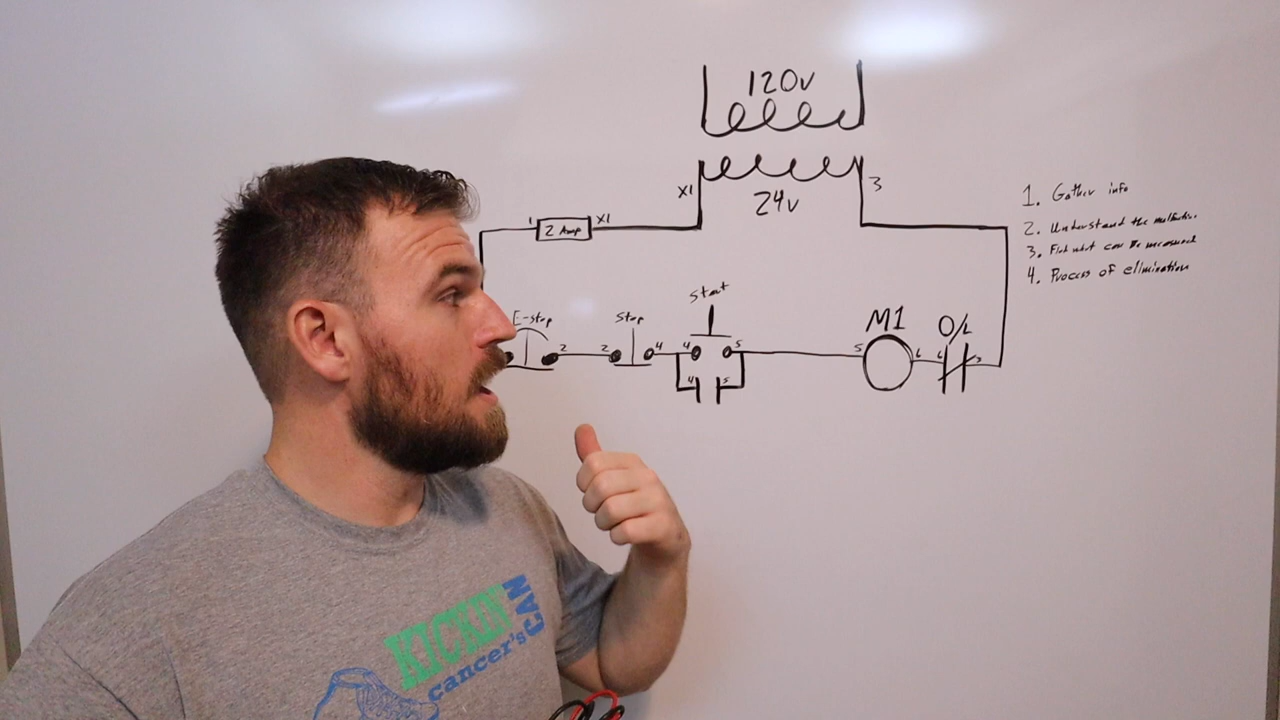 120v
24v
X1
3
1
2 Amp
X1
1. Gather info
2. Understand the malfunction
3. Find what can be measured
4. Process of elimination
E-stop
Stop
Start
M1
O/L
2
2
4
4
5
5
6
6
3
4
5
KICKIN'
cancer's
CAN